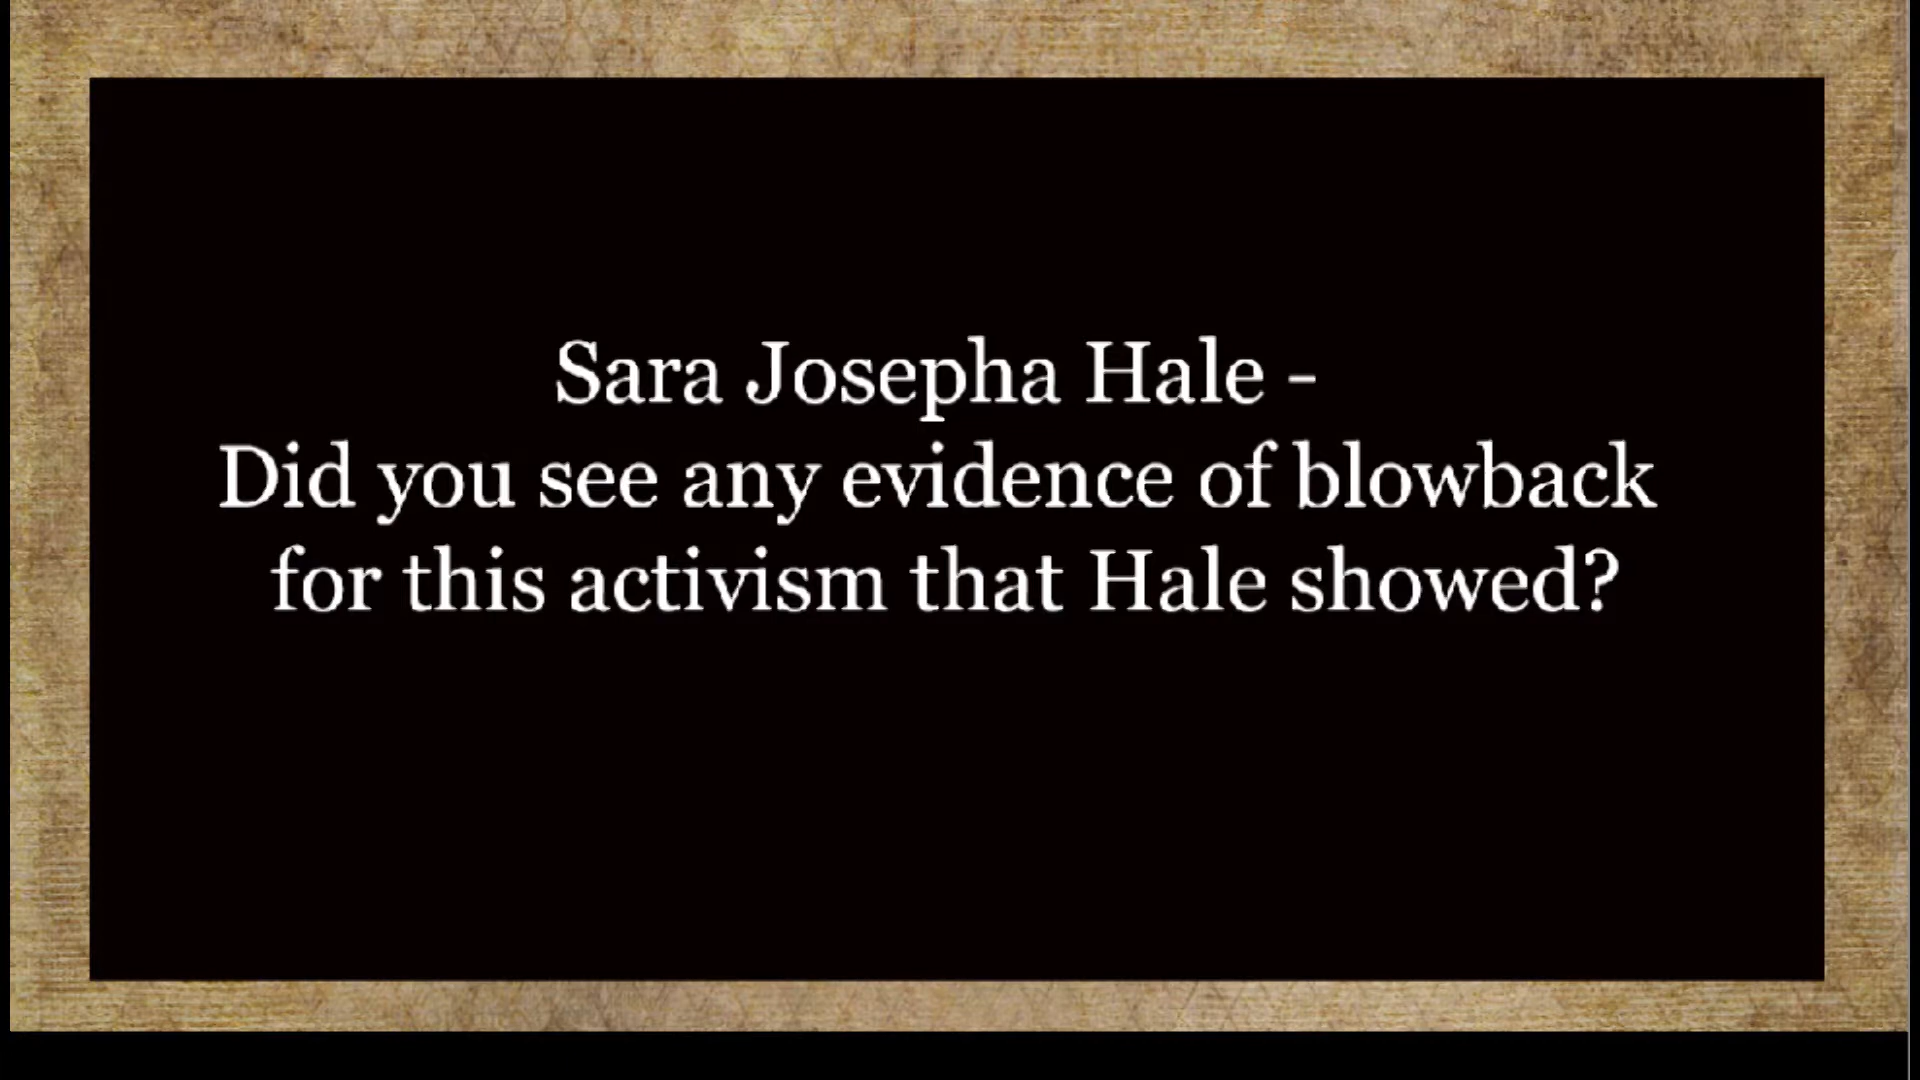 Sara Josepha Hale -
Did you see any evidence of blowback
for this activism that Hale showed?